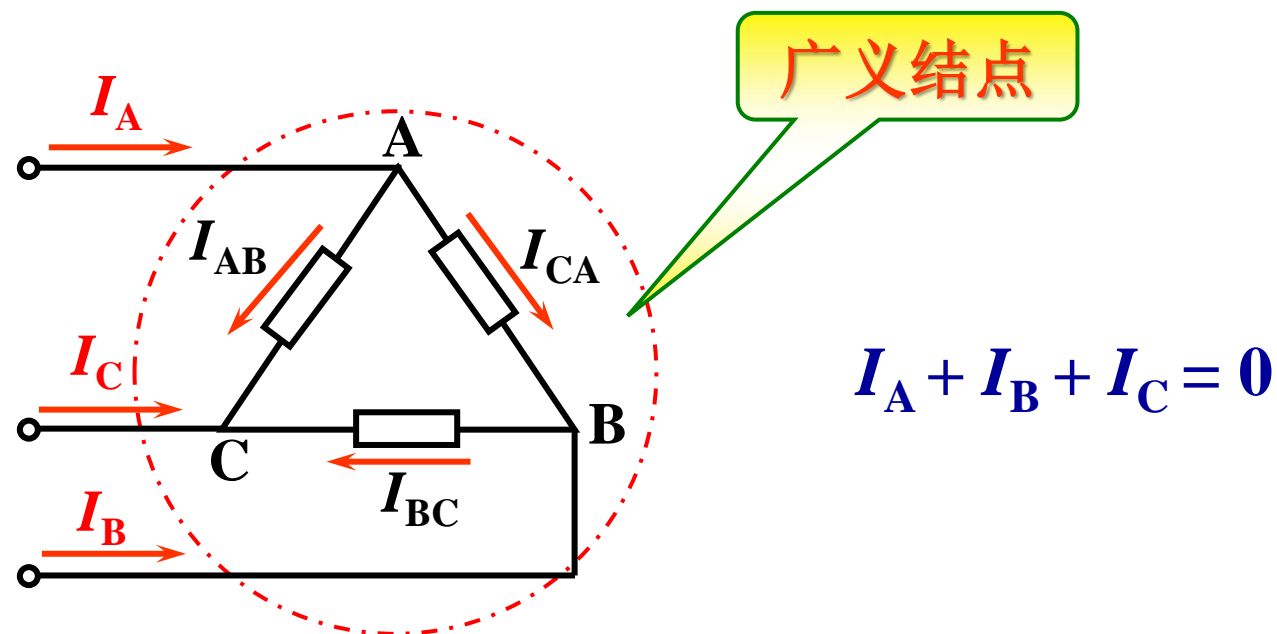 广义结点
I_A
A
I_AB
I_CA
I_C
I_A + I_B + I_C = 0
C
B
I_BC
I_B